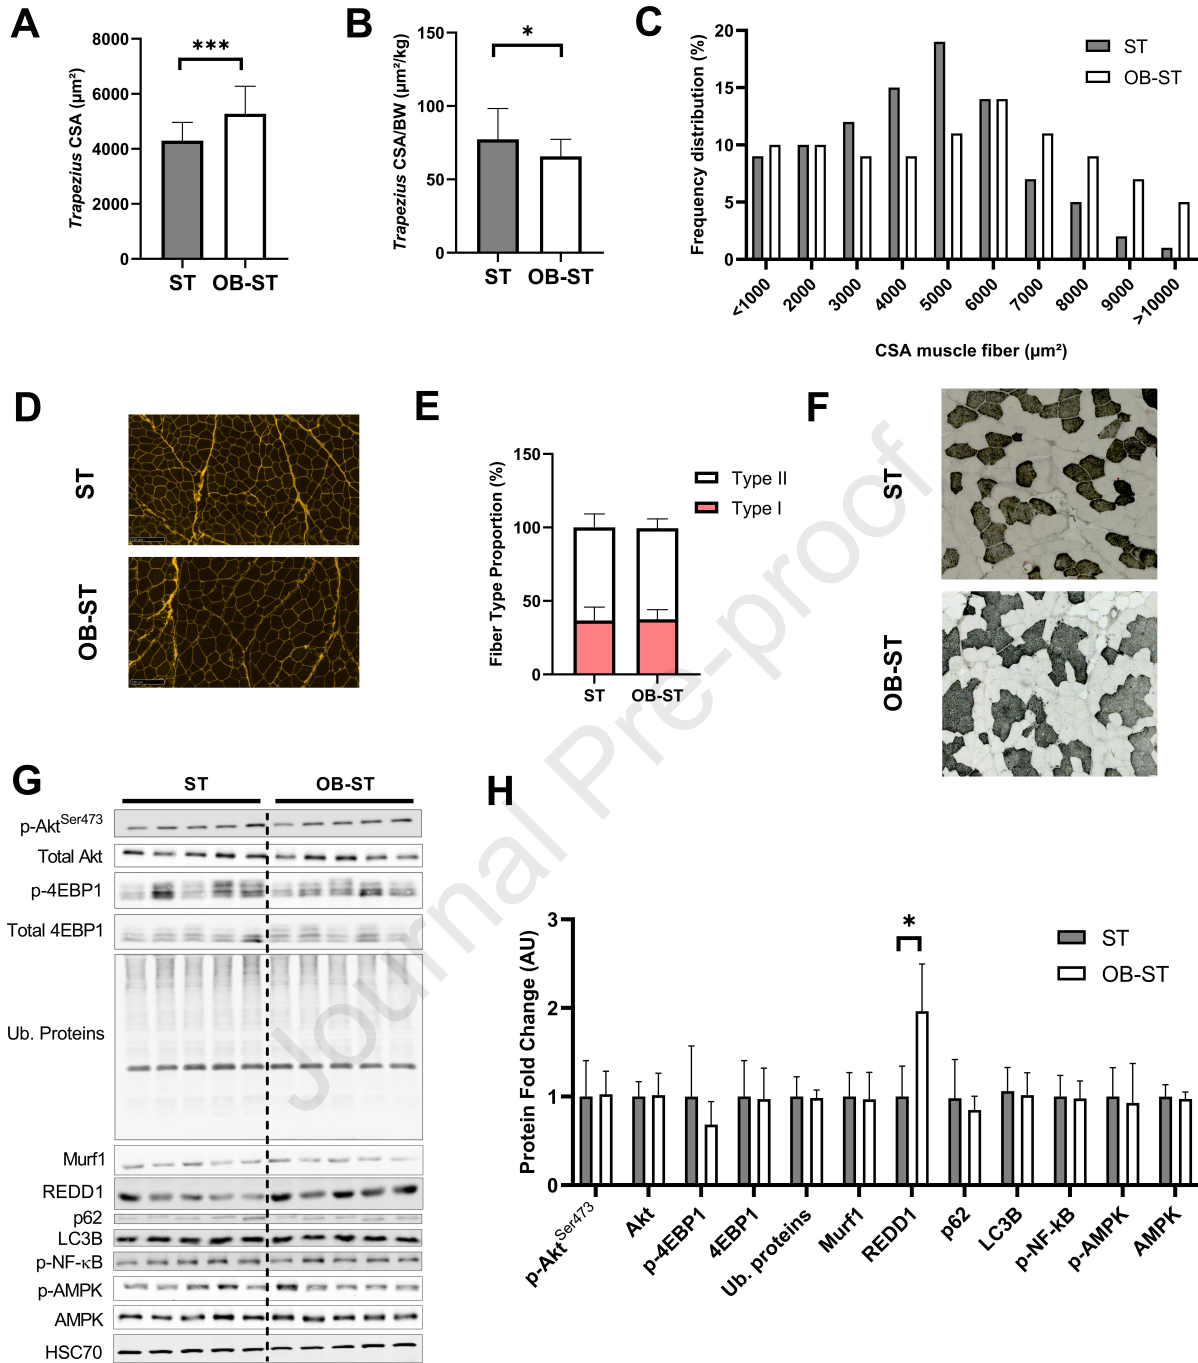 A
8000
6000
4000
2000
0
Trapezius CSA (µm²)
***
ST
OB-ST
B
150
100
50
0
Trapezius CSA/BW (µm²/kg)
*
ST
OB-ST
C
20
15
10
5
0
Frequency distribution (%)
ST
OB-ST
<1000
2000
3000
4000
5000
6000
7000
8000
9000
>10000
CSA muscle fiber (µm²)
D
ST
OB-ST
E
150
100
50
0
Fiber Type Proportion (%)
Type II
Type I
ST
OB-ST
F
ST
OB-ST
Journal Pre-proof
G
ST
OB-ST
p-Akt^Ser473
Total Akt
p-4EBP1
Total 4EBP1
Ub. Proteins
Murf1
REDD1
p62
LC3B
p-NF-κB
p-AMPK
AMPK
HSC70
H
3
2
1
0
Protein Fold Change (AU)
*
ST
OB-ST
p-Akt^Ser473
Akt
p-4EBP1
4EBP1
Ub. proteins
Murf1
REDD1
p62
LC3B
p-NF-kB
p-AMPK
AMPK